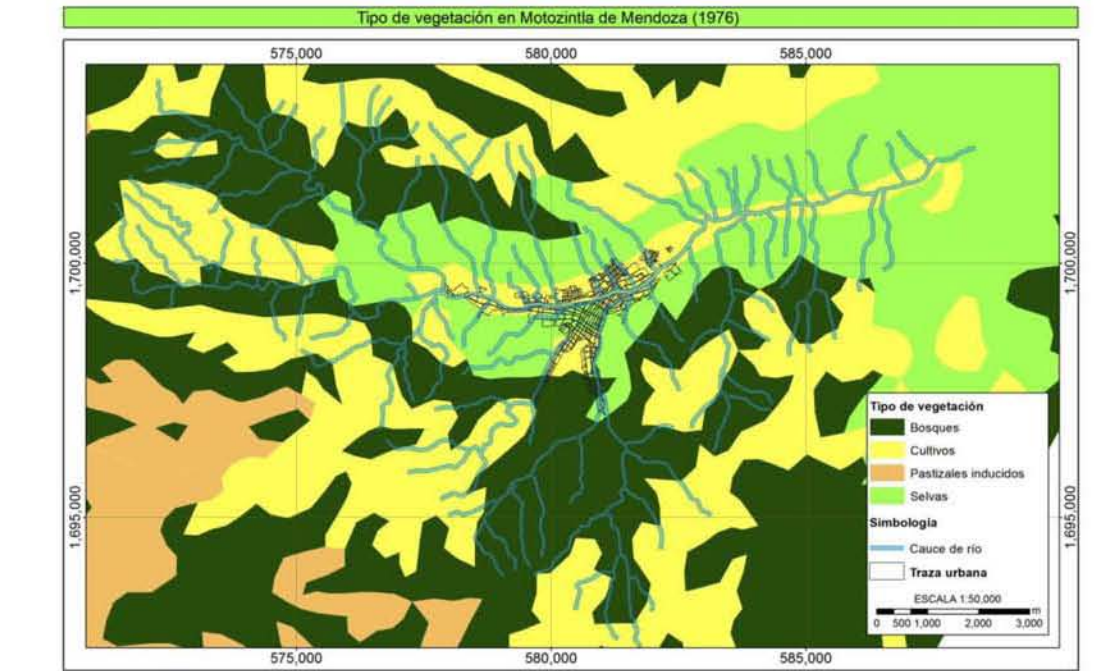 Tipo de vegetación en Motozintla de Mendoza (1976)
575,000 580,000 585,000
1,700,000 1,700,000
1,695,000 1,695,000
Tipo de vegetación
Bosques
Cultivos
Pastizales inducidos
Selvas
Simbología
Cauce de río
Traza urbana
ESCALA 1:50,000
m
0 500 1,000 2,000 3,000
575,000 580,000 585,000